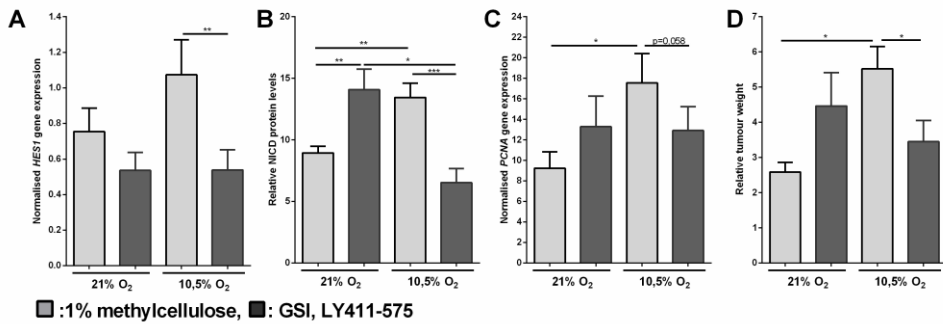 A
Normalised HES1 gene expression
1.4
1.2
1.0
0.8
0.6
0.4
0.2
0.0
**
21% O2
10,5% O2
B
Relative NICD protein levels
20
15
10
5
0
**
**
*
***
21% O2
10,5% O2
C
Normalised PCNA gene expression
24
22
20
18
16
14
12
10
8
6
4
2
0
*
p=0,058
21% O2
10,5% O2
D
Relative tumour weight
7
6
5
4
3
2
1
0
*
*
21% O2
10,5% O2
:1% methylcellulose, : GSI, LY411-575